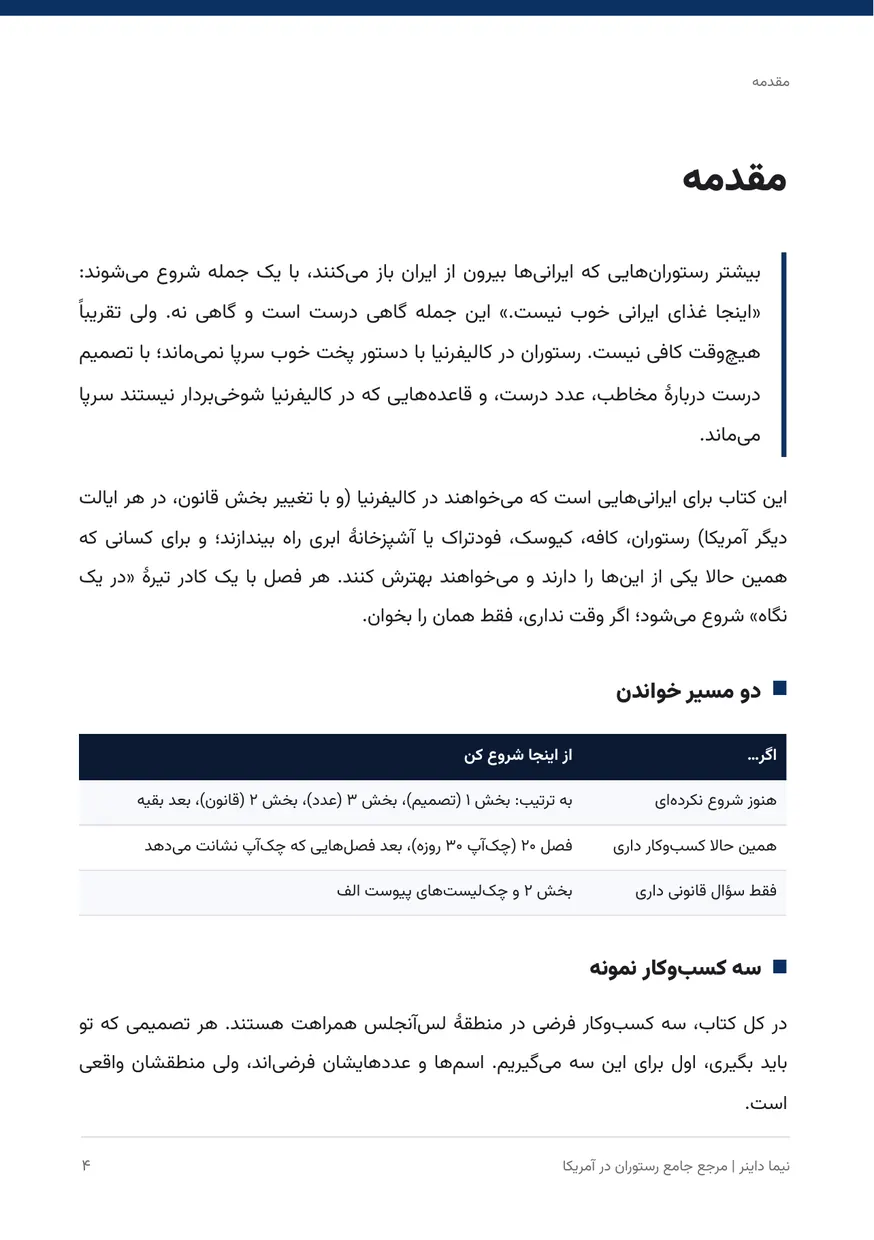 مقدمه
مقدمه
بیشتر رستوران‌هایی که ایرانی‌ها بیرون از ایران باز می‌کنند، با یک جمله شروع می‌شوند:
«اینجا غذای ایرانی خوب نیست.» این جمله گاهی درست است و گاهی نه. ولی تقریباً
هیچ‌وقت کافی نیست. رستوران در کالیفرنیا با دستور پخت خوب سرپا نمی‌ماند؛ با تصمیم
درست دربارهٔ مخاطب، عدد درست، و قاعده‌هایی که در کالیفرنیا شوخی‌بردار نیستند سرپا
می‌ماند.
این کتاب برای ایرانی‌هایی است که می‌خواهند در کالیفرنیا (و با تغییر بخش قانون، در هر ایالت
دیگر آمریکا) رستوران، کافه، کیوسک، فودتراک یا آشپزخانهٔ ابری راه بیندازند؛ و برای کسانی که
همین حالا یکی از این‌ها را دارند و می‌خواهند بهترش کنند. هر فصل با یک کادر تیرهٔ «در یک
نگاه» شروع می‌شود؛ اگر وقت نداری، فقط همان را بخوان.
دو مسیر خواندن
اگر… از اینجا شروع کن
هنوز شروع نکرده‌ای به ترتیب: بخش ۱ (تصمیم)، بخش ۳ (عدد)، بخش ۲ (قانون)، بعد بقیه
همین حالا کسب‌وکار داری فصل ۲۰ (چک‌آپ ۳۰ روزه)، بعد فصل‌هایی که چک‌آپ نشانت می‌دهد
فقط سؤال قانونی داری بخش ۲ و چک‌لیست‌های پیوست الف
سه کسب‌وکار نمونه
در کل کتاب، سه کسب‌وکار فرضی در منطقهٔ لس‌آنجلس همراهت هستند. هر تصمیمی که تو
باید بگیری، اول برای این سه می‌گیریم. اسم‌ها و عددهایشان فرضی‌اند، ولی منطقشان واقعی
است.
نیما داینر | مرجع جامع رستوران در آمریکا ۴